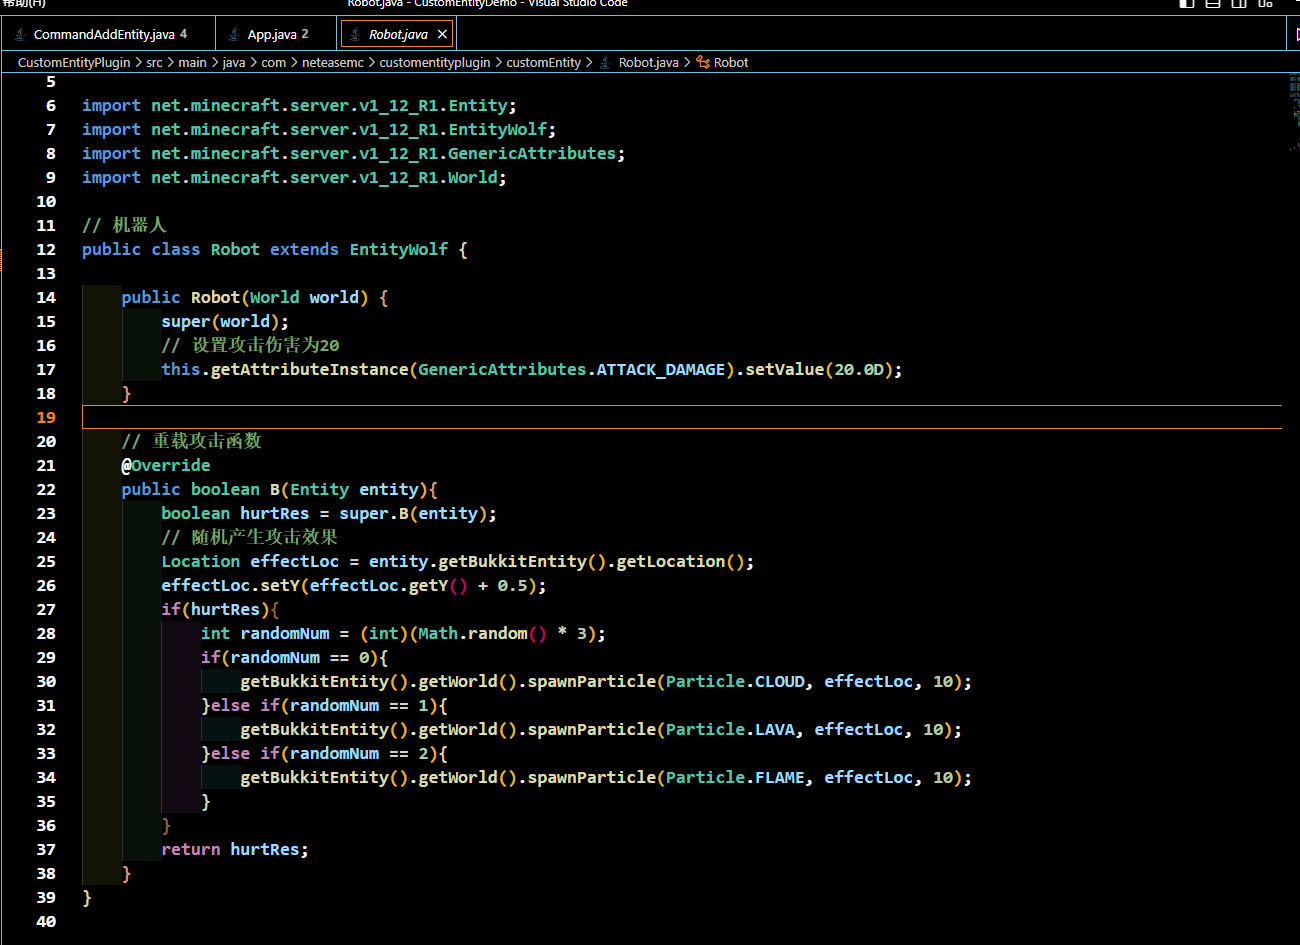 帮助(H) Robot.java - CustomEntityDemo - Visual Studio Code
CommandAddEntity.java 4 App.java 2 Robot.java ×
CustomEntityPlugin > src > main > java > com > neteasemc > customentityplugin > customEntity > Robot.java > Robot
5
6 import net.minecraft.server.v1_12_R1.Entity;
7 import net.minecraft.server.v1_12_R1.EntityWolf;
8 import net.minecraft.server.v1_12_R1.GenericAttributes;
9 import net.minecraft.server.v1_12_R1.World;
10
11 // 机器人
12 public class Robot extends EntityWolf {
13
14 public Robot(World world) {
15 super(world);
16 // 设置攻击伤害为20
17 this.getAttributeInstance(GenericAttributes.ATTACK_DAMAGE).setValue(20.0D);
18 }
19
20 // 重载攻击函数
21 @Override
22 public boolean B(Entity entity){
23 boolean hurtRes = super.B(entity);
24 // 随机产生攻击效果
25 Location effectLoc = entity.getBukkitEntity().getLocation();
26 effectLoc.setY(effectLoc.getY() + 0.5);
27 if(hurtRes){
28 int randomNum = (int)(Math.random() * 3);
29 if(randomNum == 0){
30 getBukkitEntity().getWorld().spawnParticle(Particle.CLOUD, effectLoc, 10);
31 }else if(randomNum == 1){
32 getBukkitEntity().getWorld().spawnParticle(Particle.LAVA, effectLoc, 10);
33 }else if(randomNum == 2){
34 getBukkitEntity().getWorld().spawnParticle(Particle.FLAME, effectLoc, 10);
35 }
36 }
37 return hurtRes;
38 }
39 }
40